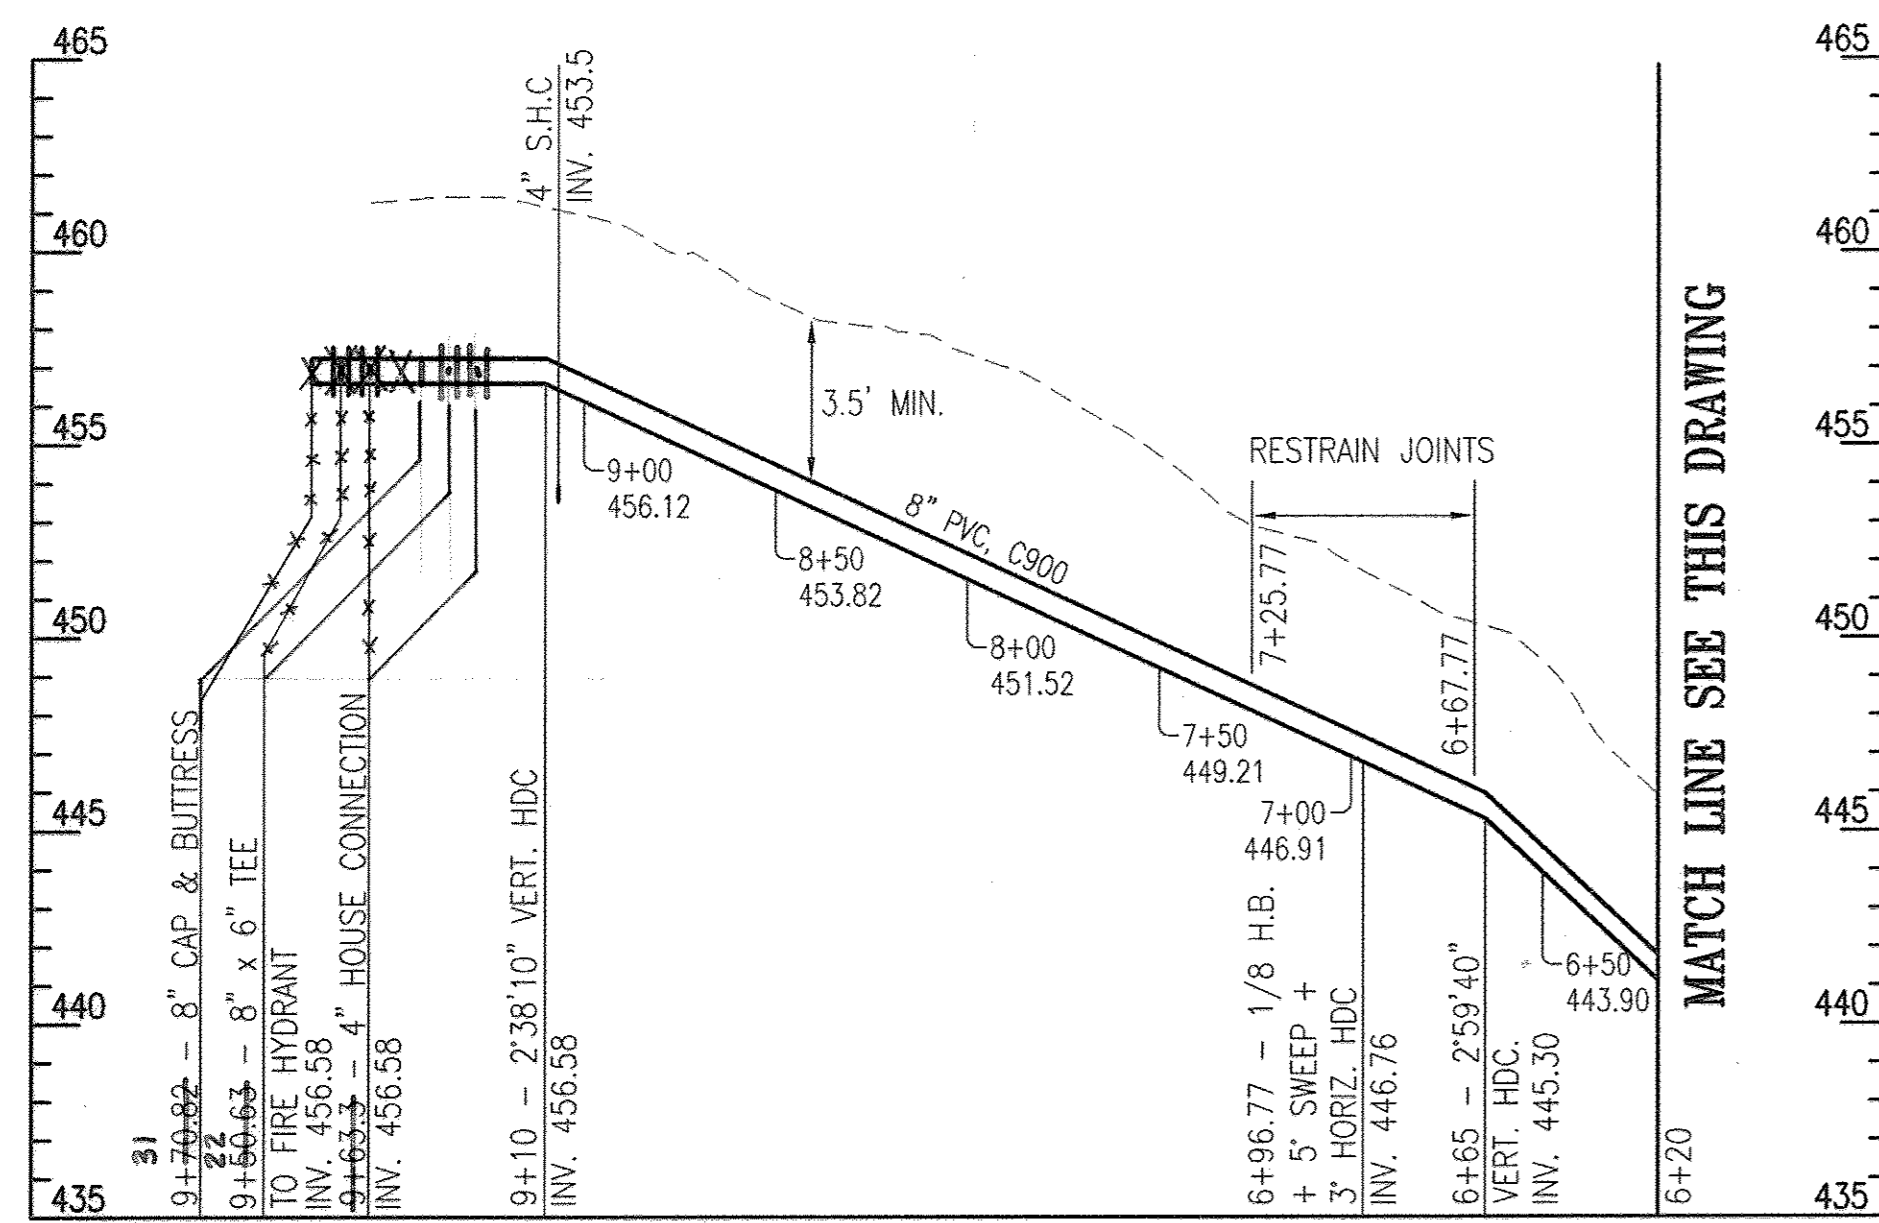 465
460
455
450
445
440
435
4" S.H.C
INV. 453.5
3.5' MIN.
8" PVC, C900
RESTRAIN JOINTS
7+25.77
6+67.77
9+00
456.12
8+50
453.82
8+00
451.52
7+50
449.21
7+00
446.91
6+50
443.90
31
9+70.82 - 8" CAP & BUTTRESS
22
9+50.63 - 8" x 6" TEE
TO FIRE HYDRANT
INV. 456.58
9+63.3 - 4" HOUSE CONNECTION
INV. 456.58
9+10 - 2°38'10" VERT. HDC
INV. 456.58
6+96.77 - 1/8 H.B.
+ 5° SWEEP +
3° HORIZ. HDC
INV. 446.76
6+65 - 2°59'40"
VERT. HDC.
INV. 445.30
6+20
MATCH LINE SEE THIS DRAWING
465
460
455
450
445
440
435